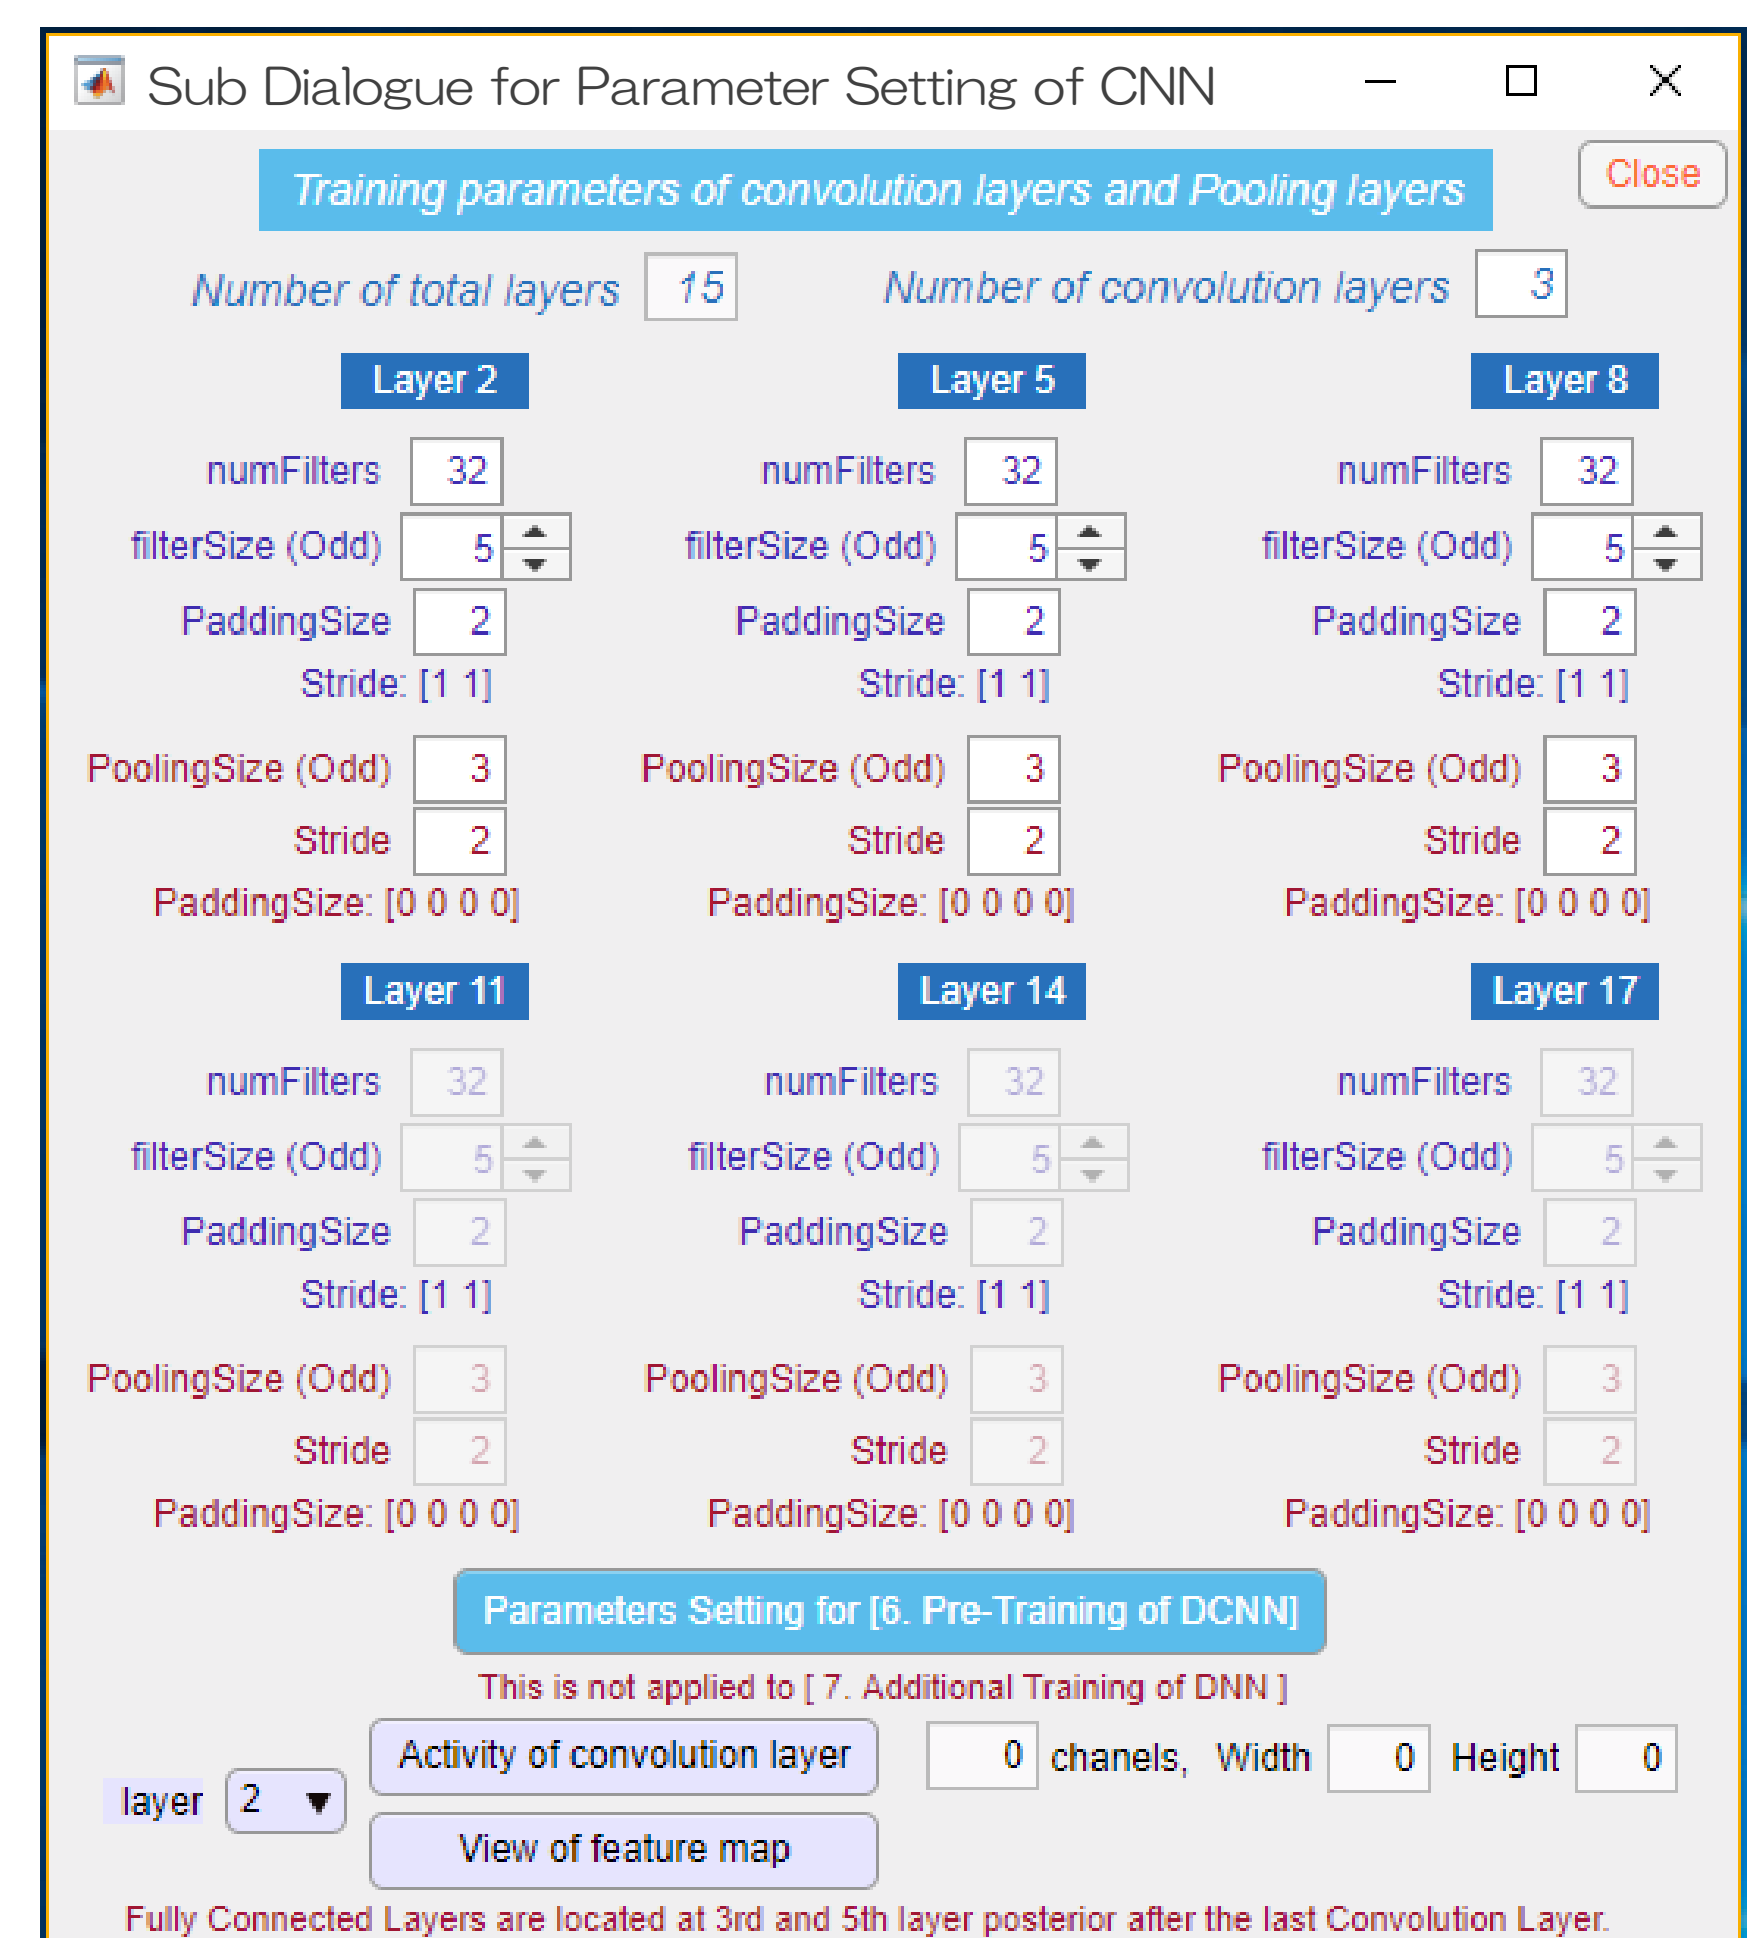 Sub Dialogue for Parameter Setting of CNN
Close
Training parameters of convolution layers and Pooling layers
Number of total layers 15 Number of convolution layers 3
Layer 2 Layer 5 Layer 8
numFilters 32 numFilters 32 numFilters 32
filterSize (Odd) 5 filterSize (Odd) 5 filterSize (Odd) 5
PaddingSize 2 PaddingSize 2 PaddingSize 2
Stride: [1 1] Stride: [1 1] Stride: [1 1]
PoolingSize (Odd) 3 PoolingSize (Odd) 3 PoolingSize (Odd) 3
Stride 2 Stride 2 Stride 2
PaddingSize: [0 0 0 0] PaddingSize: [0 0 0 0] PaddingSize: [0 0 0 0]
Layer 11 Layer 14 Layer 17
numFilters 32 numFilters 32 numFilters 32
filterSize (Odd) 5 filterSize (Odd) 5 filterSize (Odd) 5
PaddingSize 2 PaddingSize 2 PaddingSize 2
Stride: [1 1] Stride: [1 1] Stride: [1 1]
PoolingSize (Odd) 3 PoolingSize (Odd) 3 PoolingSize (Odd) 3
Stride 2 Stride 2 Stride 2
PaddingSize: [0 0 0 0] PaddingSize: [0 0 0 0] PaddingSize: [0 0 0 0]
Parameters Setting for [6. Pre-Training of DCNN]
This is not applied to [ 7. Additional Training of DNN ]
Activity of convolution layer 0 chanels, Width 0 Height 0
layer 2
View of feature map
Fully Connected Layers are located at 3rd and 5th layer posterior after the last Convolution Layer.